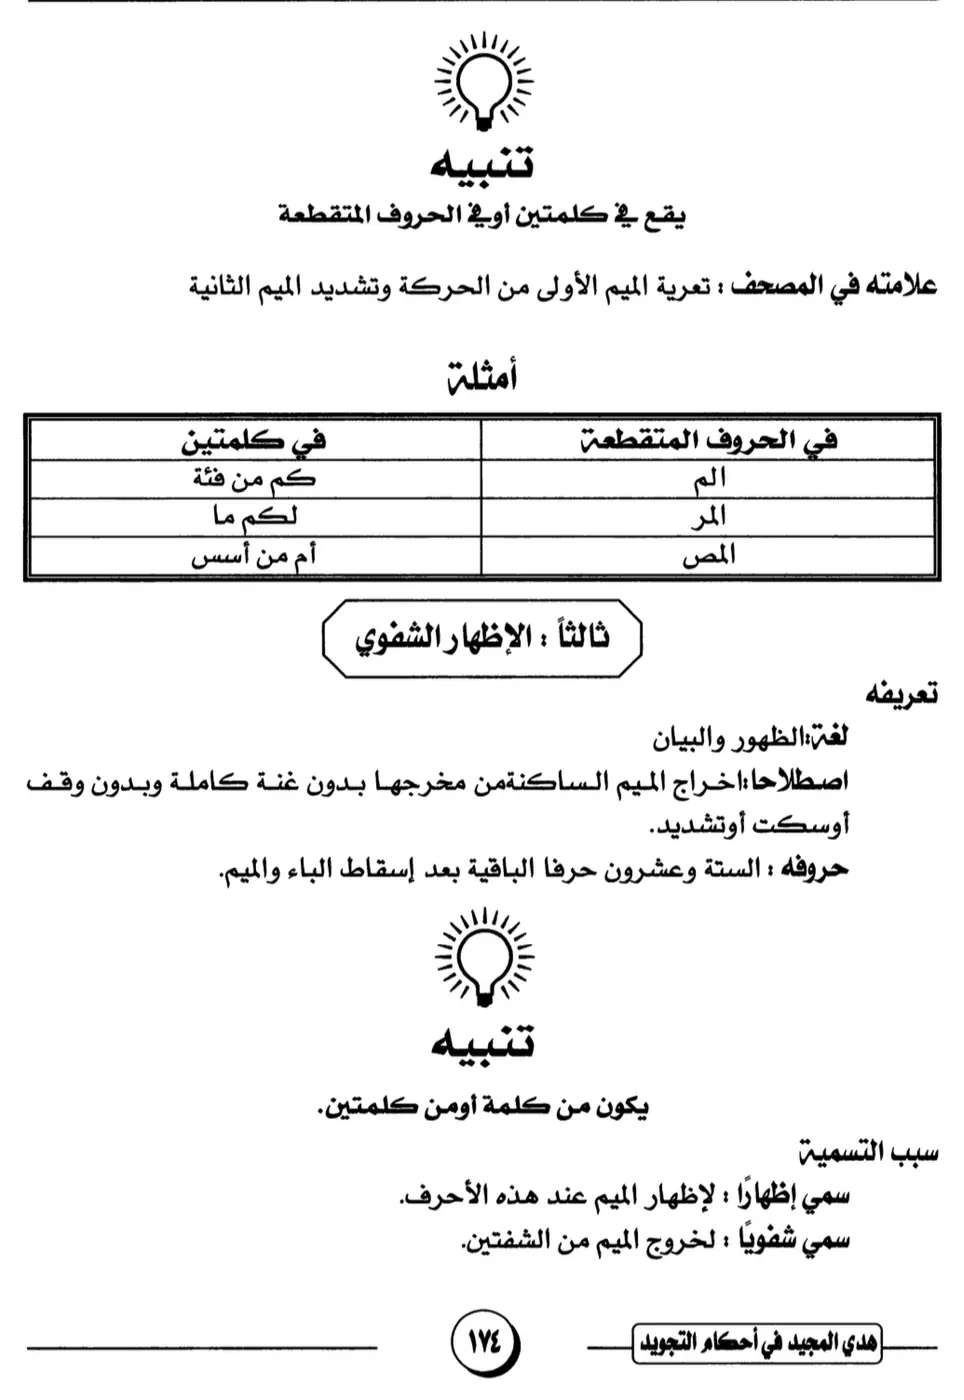 تنبيه
يقع في كلمتين أوفي الحروف المتقطعة
علامته في المصحف : تعرية الميم الأولى من الحركة وتشديد الميم الثانية
أمثلة
في الحروف المتقطعة في كلمتين
الم كم من فئة
المر لكم ما
المص أم من أسس
ثالثاً : الإظهار الشفوي
تعريفه
لغة:الظهور والبيان
اصطلاحا:اخراج الميم الساكنةمن مخرجها بدون غنة كاملة وبدون وقف
أوسكت أوتشديد.
حروفه : الستة وعشرون حرفا الباقية بعد إسقاط الباء والميم.
تنبيه
يكون من كلمة أومن كلمتين.
سبب التسمية
سمي إظهارًا : لإظهار الميم عند هذه الأحرف.
سمي شفويًا : لخروج الميم من الشفتين.
هدي المجيد في أحكام التجويد
١٧٤